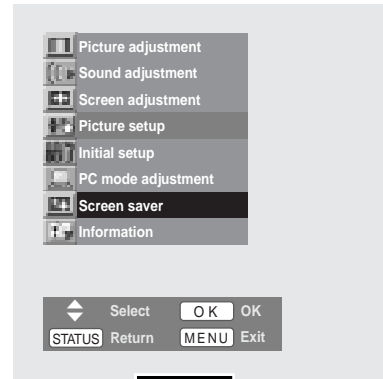 Picture adjustment
Sound adjustment
Screen adjustment
Picture setup
Initial setup
PC mode adjustment
Screen saver
Information
Select OK OK
STATUS Return MENU Exit